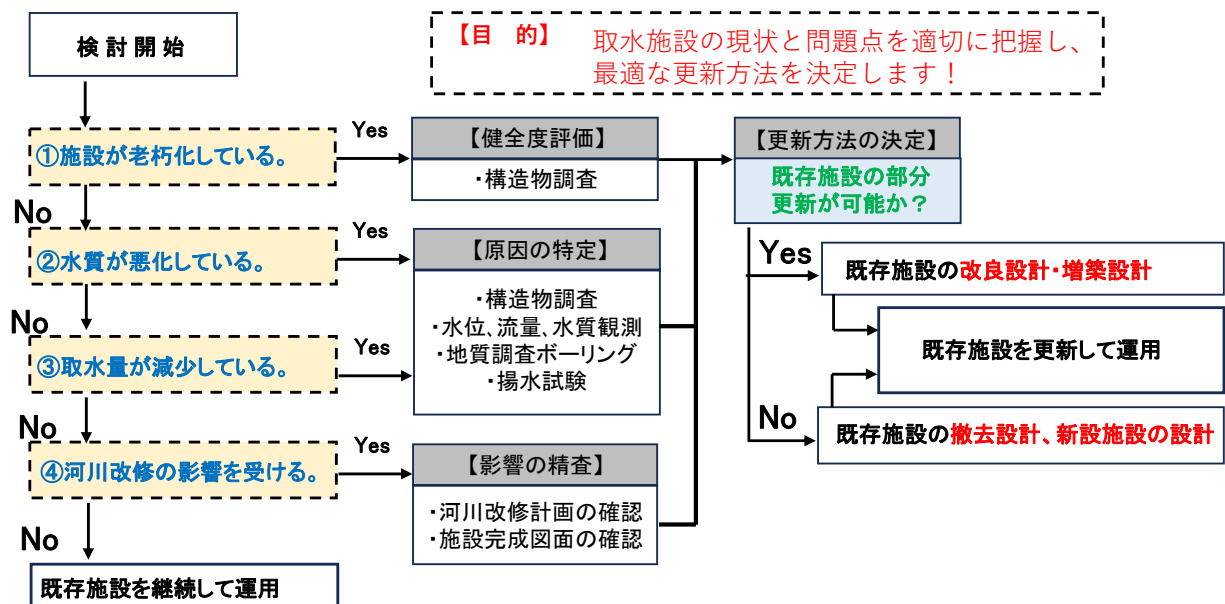 検討開始
【目　的】 取水施設の現状と問題点を適切に把握し、
最適な更新方法を決定します！
①施設が老朽化している。
Yes
No
【健全度評価】
・構造物調査
【更新方法の決定】
既存施設の部分
更新が可能か？
②水質が悪化している。
Yes
No
【原因の特定】
・構造物調査
・水位、流量、水質観測
・地質調査ボーリング
・揚水試験
③取水量が減少している。
Yes
No
Yes
既存施設の改良設計・増築設計
既存施設を更新して運用
No
既存施設の撤去設計、新設施設の設計
④河川改修の影響を受ける。
Yes
No
【影響の精査】
・河川改修計画の確認
・施設完成図面の確認
既存施設を継続して運用